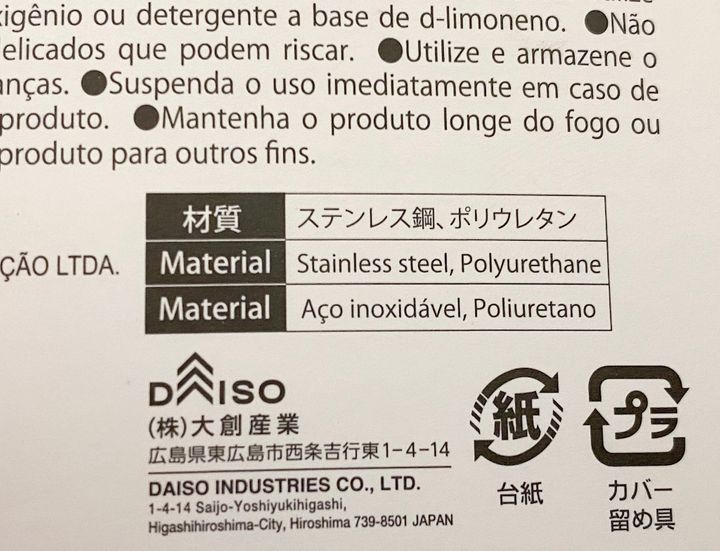 xigênio ou detergente a base de d-limoneno. ●Não
elicados que podem riscar. ●Utilize e armazene o
anças. ●Suspenda o uso imediatamente em caso de
produto. ●Mantenha o produto longe do fogo ou
produto para outros fins.
材質 ステンレス鋼、ポリウレタン
ÇÃO LTDA. Material Stainless steel, Polyurethane
Material Aço inoxidável, Poliuretano
DAISO
(株)大創産業
広島県東広島市西条吉行東1-4-14
DAISO INDUSTRIES CO., LTD.
1-4-14 Saijo-Yoshiyukihigashi,
Higashihiroshima-City, Hiroshima 739-8501 JAPAN
紙
台紙
プラ
カバー
留め具